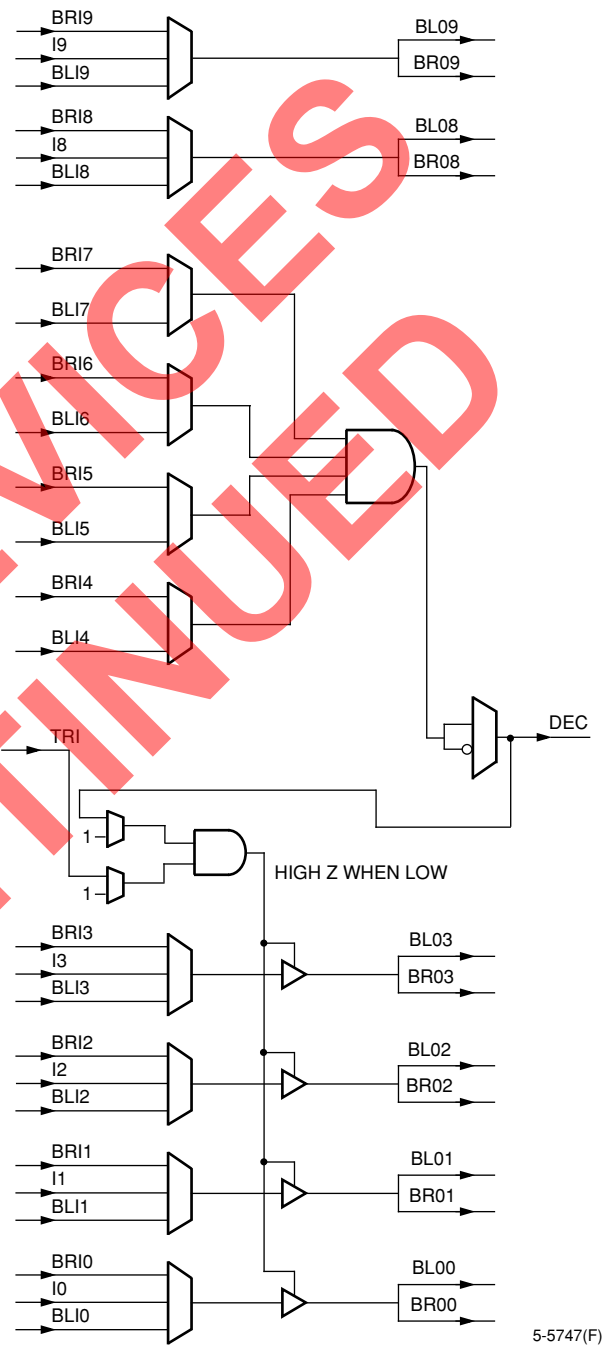 BRI9
I9
BLI9
BL09
BR09
BRI8
I8
BLI8
BL08
BR08
BRI7
BLI7
BRI6
BLI6
BRI5
BLI5
BRI4
BLI4
TRI
DEC
1
1
HIGH Z WHEN LOW
BRI3
I3
BLI3
BL03
BR03
BRI2
I2
BLI2
BL02
BR02
BRI1
I1
BLI1
BL01
BR01
BRI0
I0
BLI0
BL00
BR00
5-5747(F)
VICES
TINUED